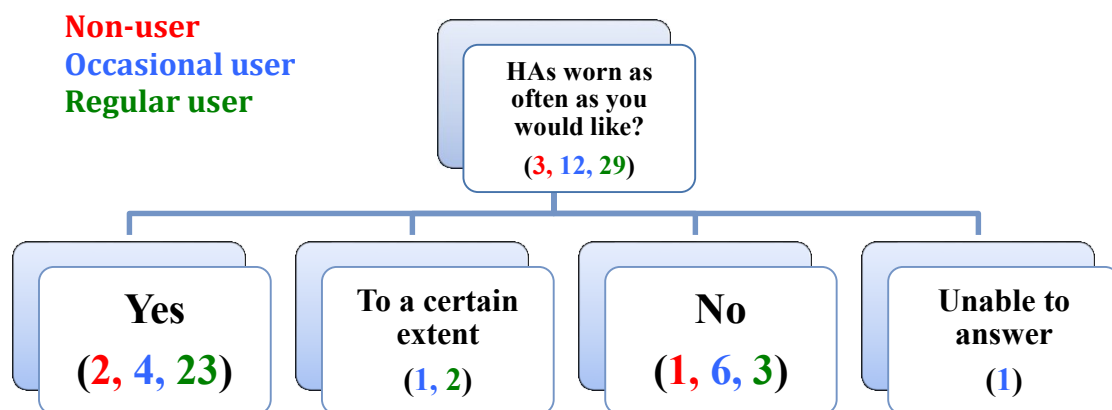 Non-user
Occasional user
Regular user
HAs worn as
often as you
would like?
(3, 12, 29)
Yes
(2, 4, 23)
To a certain
extent
(1, 2)
No
(1, 6, 3)
Unable to
answer
(1)